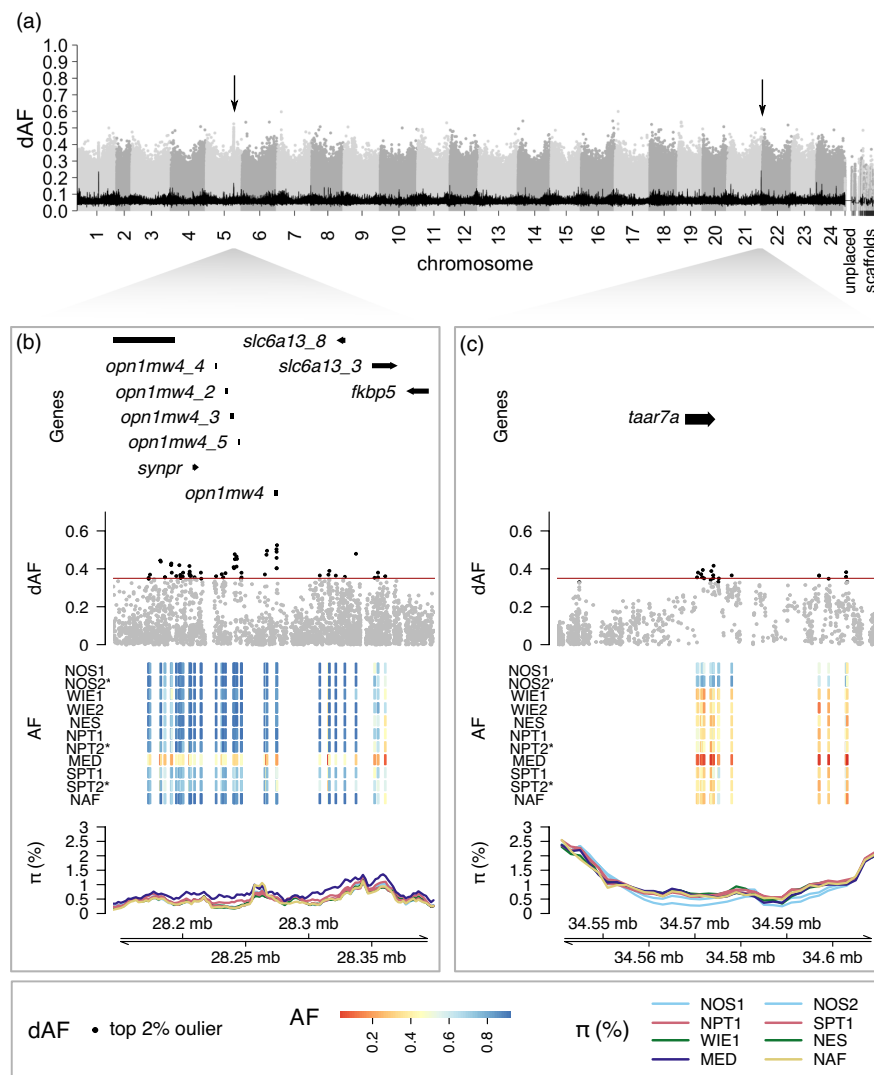 (a)
dAF
1.0
0.9
0.8
0.7
0.6
0.5
0.4
0.3
0.2
0.1
0.0
1 2 3 4 5 6 7 8 9 10 11 12 13 14 15 16 17 18 19 20 21 22 23 24 unplaced scaffolds
chromosome
(b)
Genes
slc6a13_8
opn1mw4_4 slc6a13_3
opn1mw4_2 fkbp5
opn1mw4_3
opn1mw4_5
synpr
opn1mw4
dAF
0.6
0.4
0.2
0
AF
NOS1
NOS2*
WIE1
WIE2
NES
NPT1
NPT2*
MED
SPT1
SPT2*
NAF
π (%)
3
2.5
2
1.5
1
0.5
0
28.2 mb 28.3 mb
28.25 mb 28.35 mb
(c)
Genes
taar7a
dAF
0.6
0.4
0.2
0
AF
NOS1
NOS2*
WIE1
WIE2
NES
NPT1
NPT2*
MED
SPT1
SPT2*
NAF
π (%)
3
2.5
2
1.5
1
0.5
0
34.55 mb 34.57 mb 34.59 mb
34.56 mb 34.58 mb 34.6 mb
dAF top 2% oulier
AF
0.2 0.4 0.6 0.8
π (%)
NOS1 NOS2
NPT1 SPT1
WIE1 NES
MED NAF